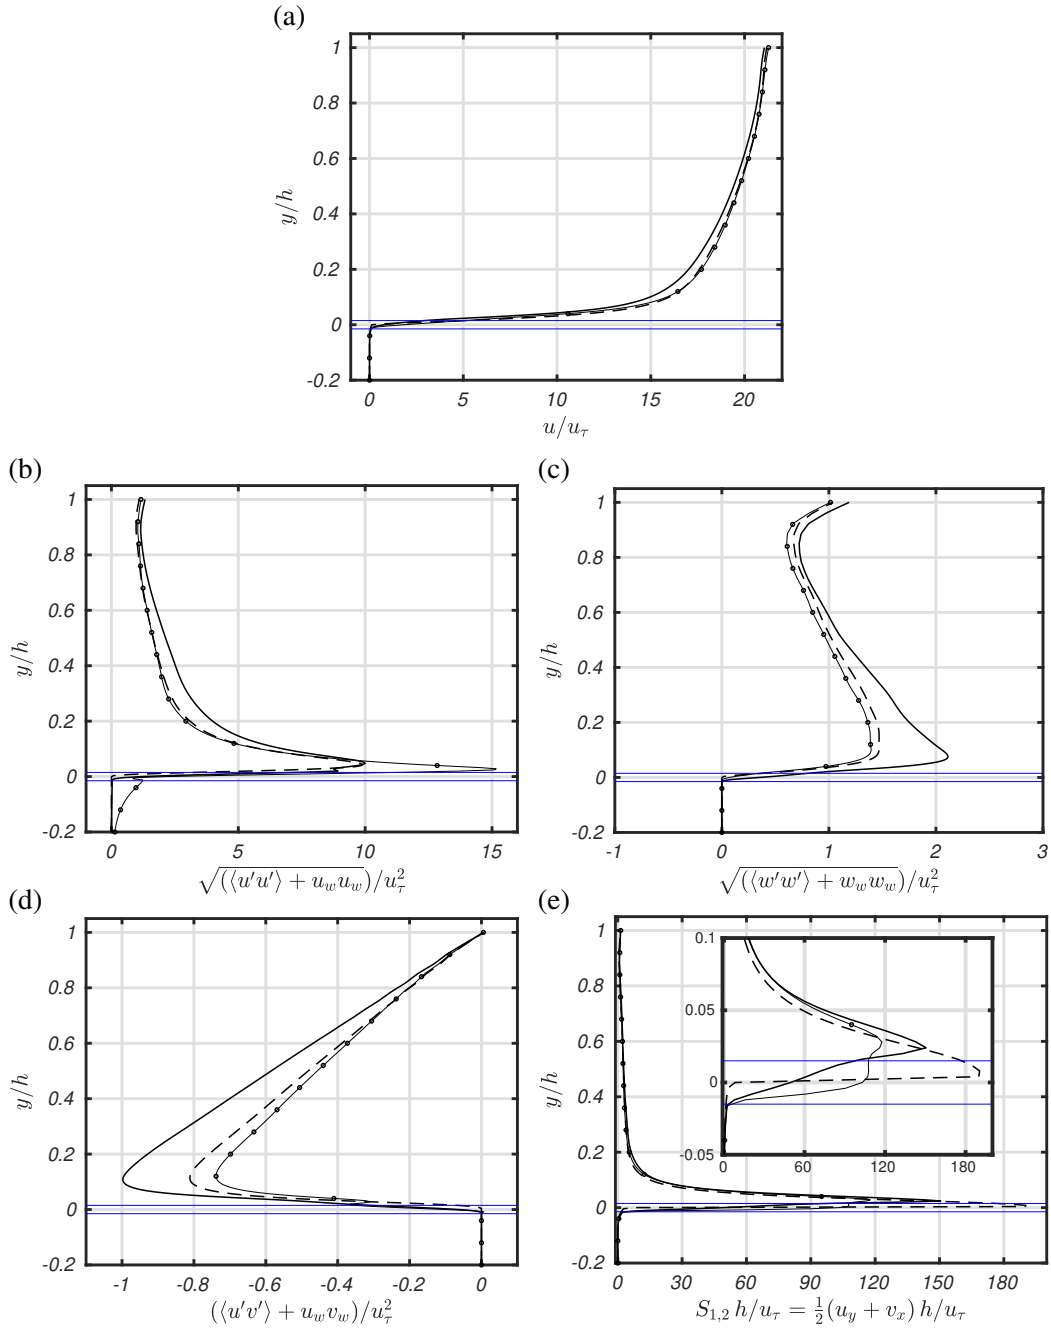 (a)
1
0.8
0.6
0.4
0.2
0
-0.2
y/h
0 5 10 15 20
u/u_τ
(b)
1
0.8
0.6
0.4
0.2
0
-0.2
y/h
0 5 10 15
√(⟨u'u'⟩ + u_w u_w)/u_τ^2
(c)
1
0.8
0.6
0.4
0.2
0
-0.2
y/h
-1 0 1 2 3
√(⟨w'w'⟩ + w_w w_w)/u_τ^2
(d)
1
0.8
0.6
0.4
0.2
0
-0.2
y/h
-1 -0.8 -0.6 -0.4 -0.2 0
(⟨u'v'⟩ + u_w v_w)/u_τ^2
(e)
1
0.8
0.6
0.4
0.2
0
-0.2
y/h
0.1
0.05
0
-0.05
0 60 120 180
0 30 60 90 120 150 180
S_{1,2} h/u_τ = ½(u_y + v_x) h/u_τ